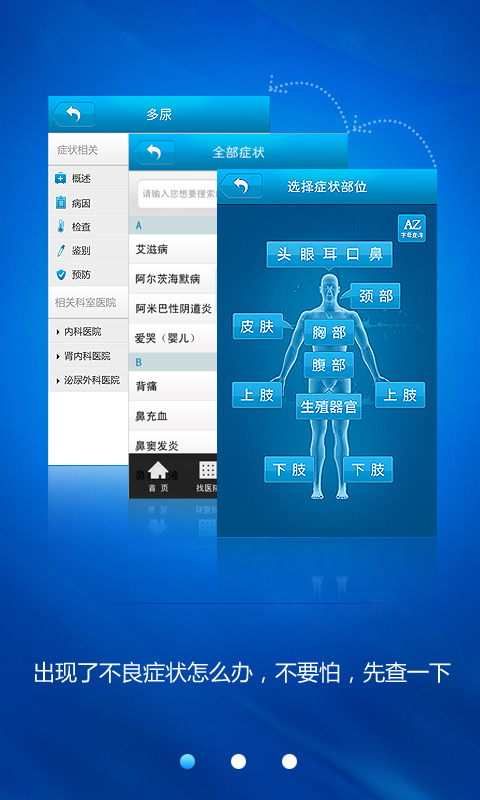 多尿
症状相关
概述
病因
检查
鉴别
预防
相关科室医院
内科医院
肾内科医院
泌尿外科医院
全部症状
请输入您想要搜索
A
艾滋病
阿尔茨海默病
阿米巴性阴道炎
爱哭（婴儿）
B
背痛
鼻充血
鼻窦发炎
首 页
找医院
选择症状部位
AZ
字母查询
头 眼 耳 口 鼻
颈 部
皮 肤
胸 部
腹 部
上 肢
上 肢
生殖器官
下 肢
下 肢
出现了不良症状怎么办，不要怕，先查一下